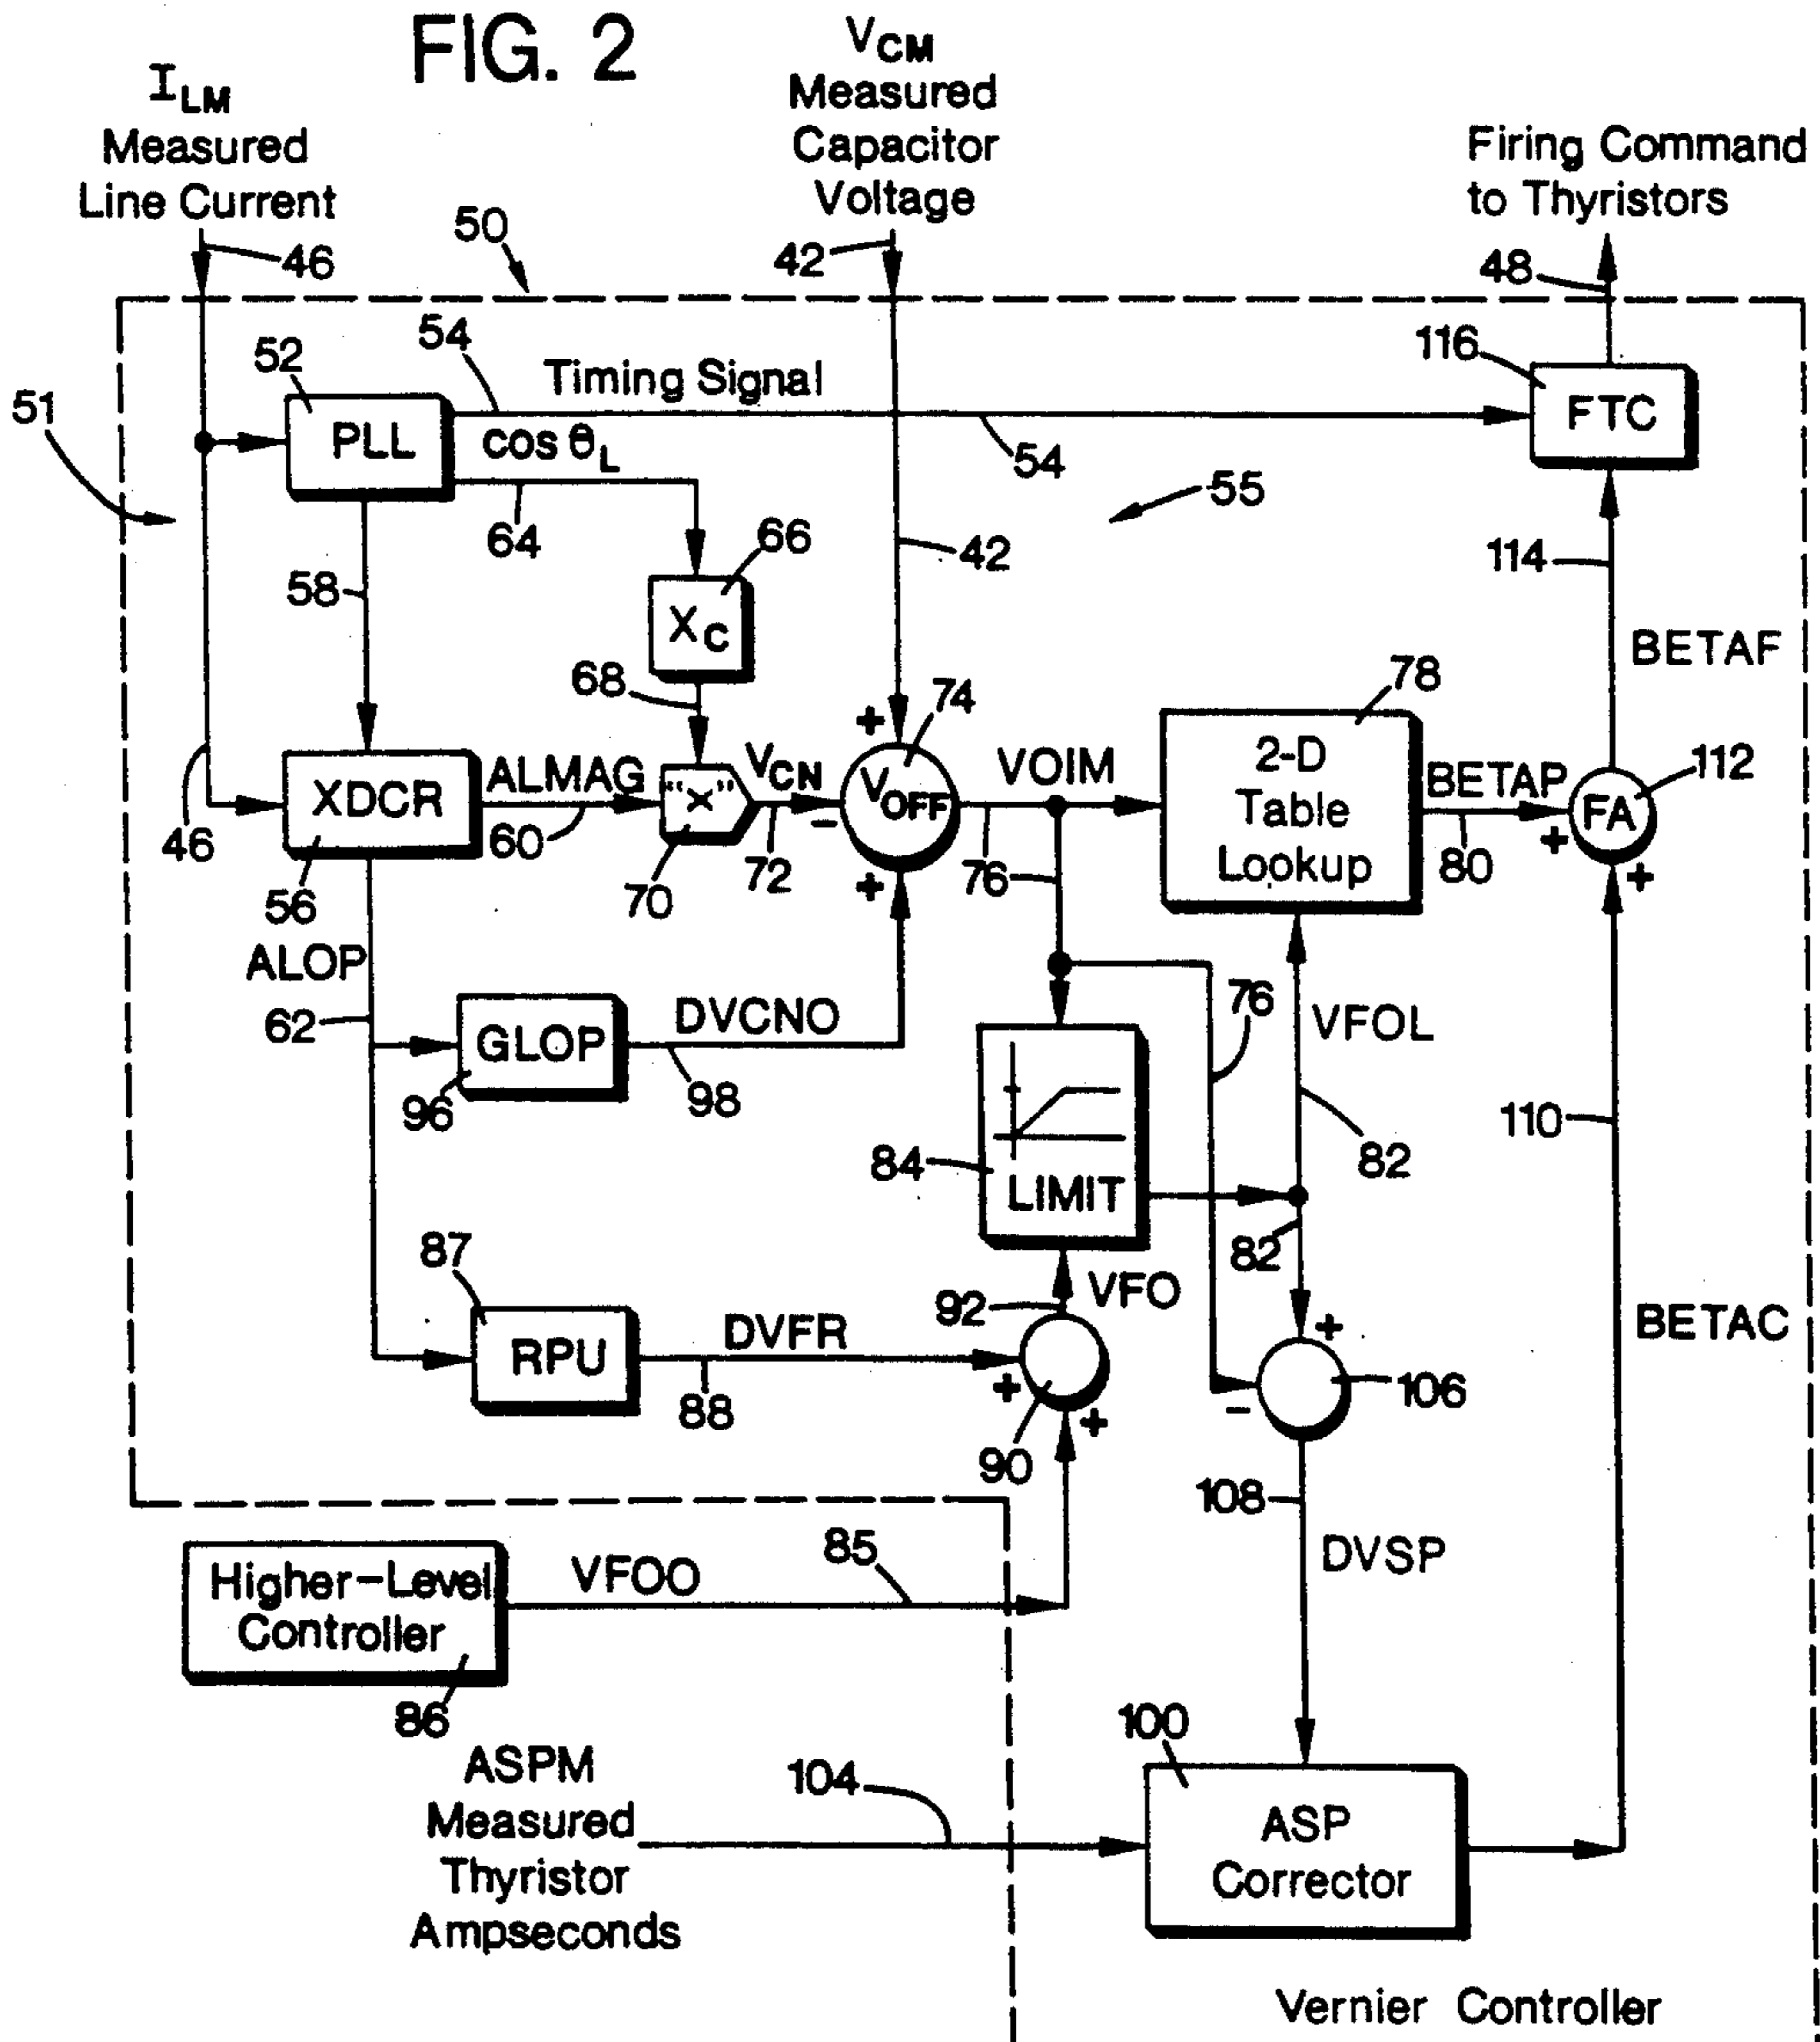 FIG. 2
I_LM
Measured
Line Current
V_CM
Measured
Capacitor
Voltage
Firing Command
to Thyristors
46
50
42
48
51
52
54
Timing Signal
116
PLL
cos θ_L
54
FTC
55
64
66
42
114
58
X_C
BETAF
68
74
78
+
XDCR
ALMAG
"x"
V_CN
V_OFF
VOIM
2-D
Table
Lookup
BETAP
FA
112
46
60
-
72
76
80
+
+
56
70
+
ALOP
62
GLOP
DVCNO
76
VFOL
96
98
110
84
LIMIT
82
82
87
92
VFO
RPU
DVFR
+
BETAC
88
+
+
-
106
90
108
85
DVSP
Higher-Level
Controller
VFOO
86
100
ASPM
Measured
Thyristor
Ampseconds
104
ASP
Corrector
Vernier Controller